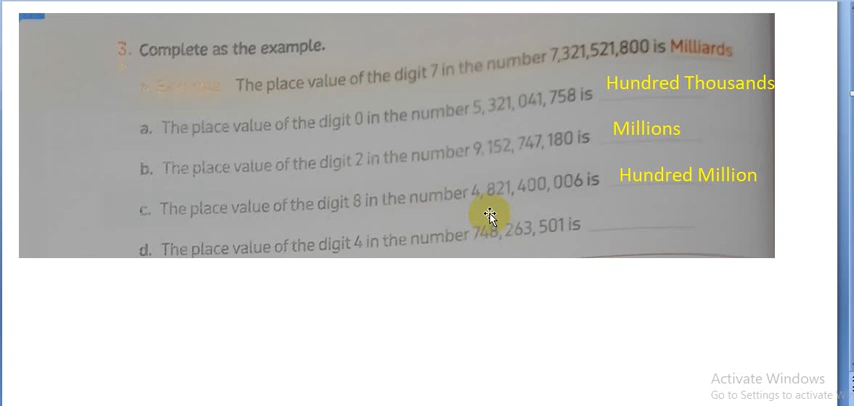 3. Complete as the example.
Example The place value of the digit 7 in the number 7,321,521,800 is Milliards
a. The place value of the digit 0 in the number 5, 321, 041, 758 is Hundred Thousands
b. The place value of the digit 2 in the number 9, 152, 747, 180 is Millions
c. The place value of the digit 8 in the number 4, 821, 400, 006 is Hundred Million
d. The place value of the digit 4 in the number 748, 263, 501 is
Activate Windows
Go to Settings to activate W